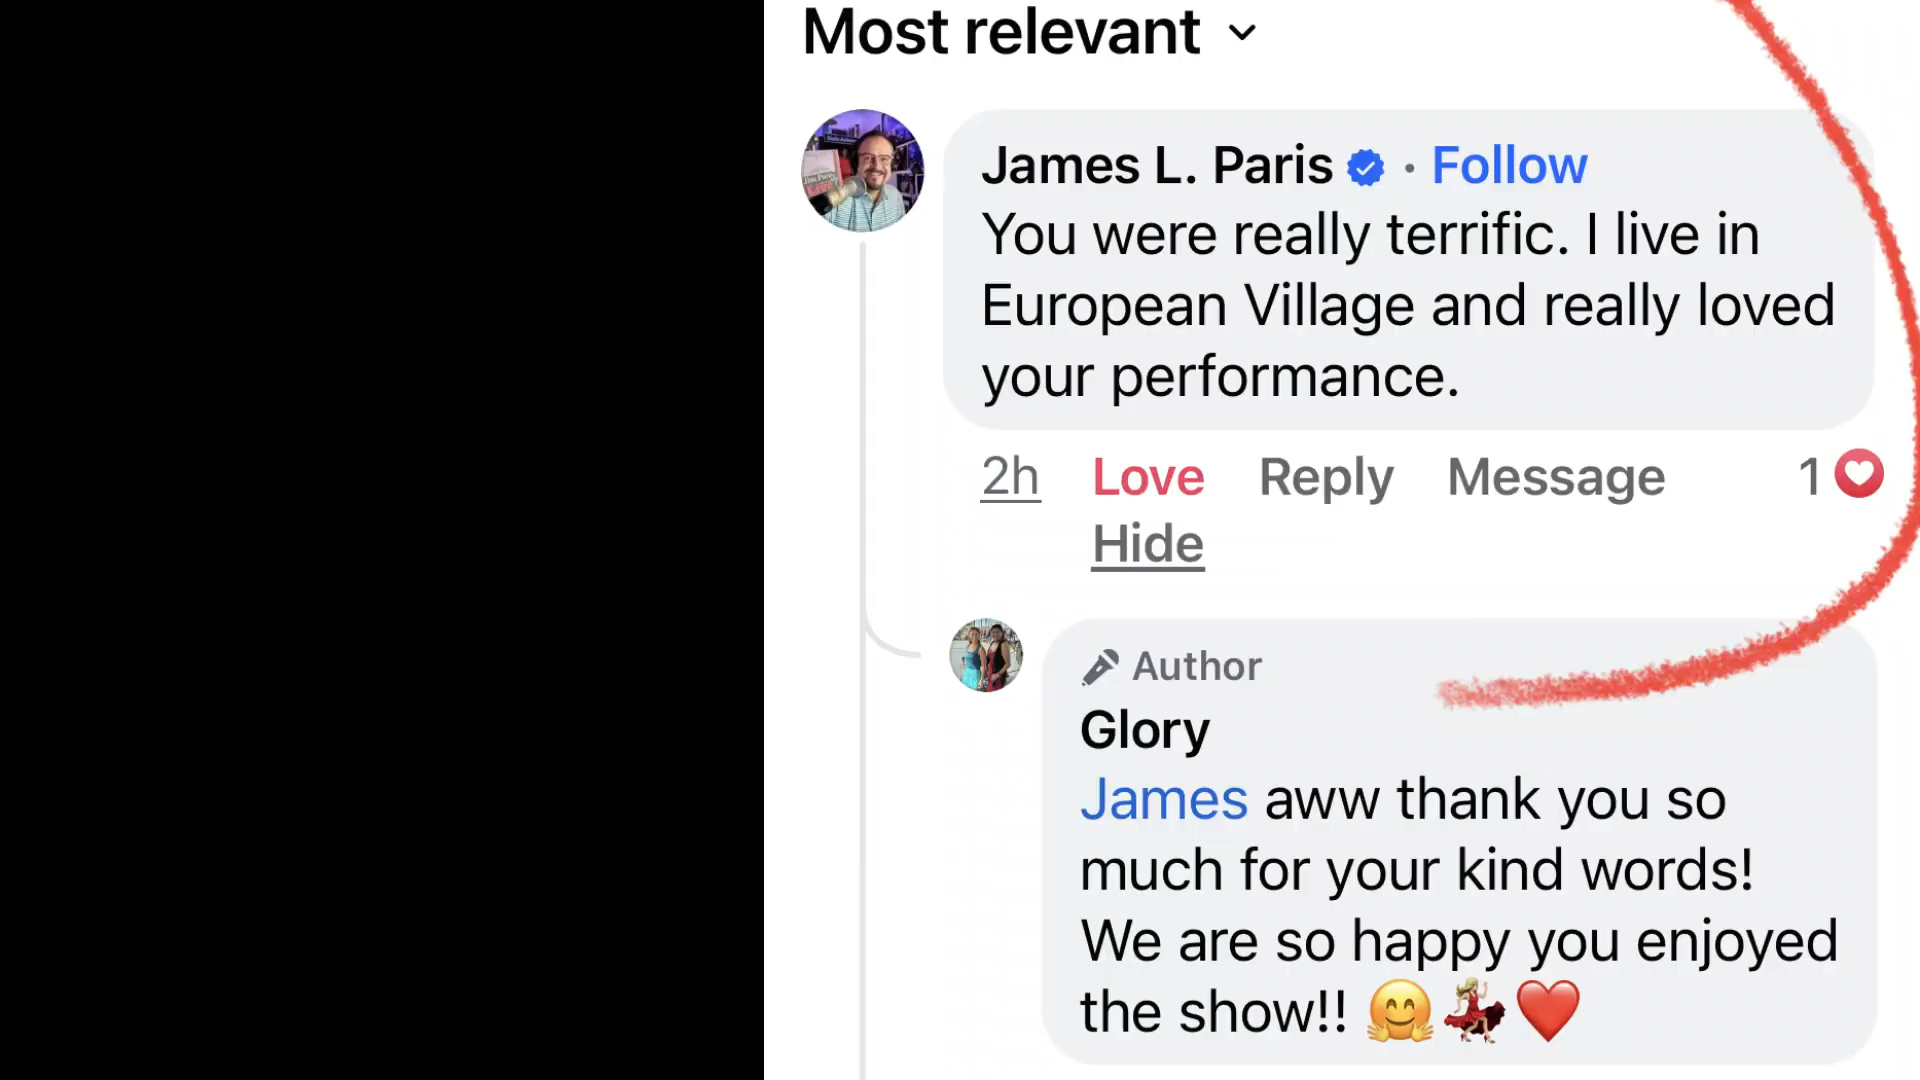 Most relevant
James L. Paris · Follow
You were really terrific. I live in
European Village and really loved
your performance.
2h Love Reply Message 1
Hide
Author
Glory
James aww thank you so
much for your kind words!
We are so happy you enjoyed
the show!! 🤗💃🏼❤️